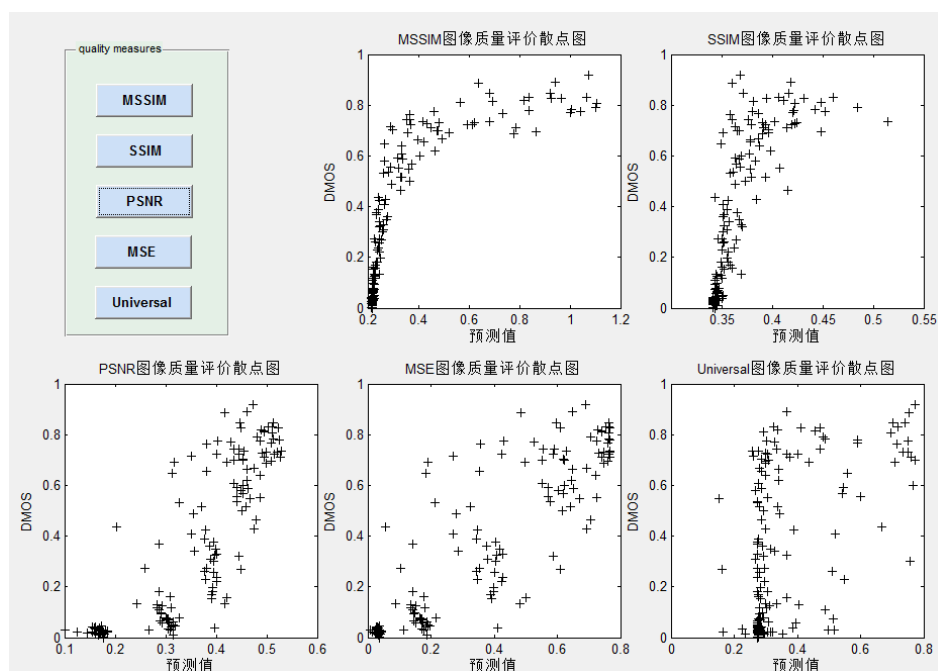 quality measures
MSSIM
SSIM
PSNR
MSE
Universal
MSSIM图像质量评价散点图
1
0.8
0.6
0.4
0.2
0
DMOS
0.2 0.4 0.6 0.8 1 1.2
预测值
SSIM图像质量评价散点图
1
0.8
0.6
0.4
0.2
0
DMOS
0.35 0.4 0.45 0.5 0.55
预测值
PSNR图像质量评价散点图
1
0.8
0.6
0.4
0.2
0
DMOS
0.1 0.2 0.3 0.4 0.5 0.6
预测值
MSE图像质量评价散点图
1
0.8
0.6
0.4
0.2
0
DMOS
0 0.2 0.4 0.6 0.8
预测值
Universal图像质量评价散点图
1
0.8
0.6
0.4
0.2
0
DMOS
0 0.2 0.4 0.6 0.8
预测值